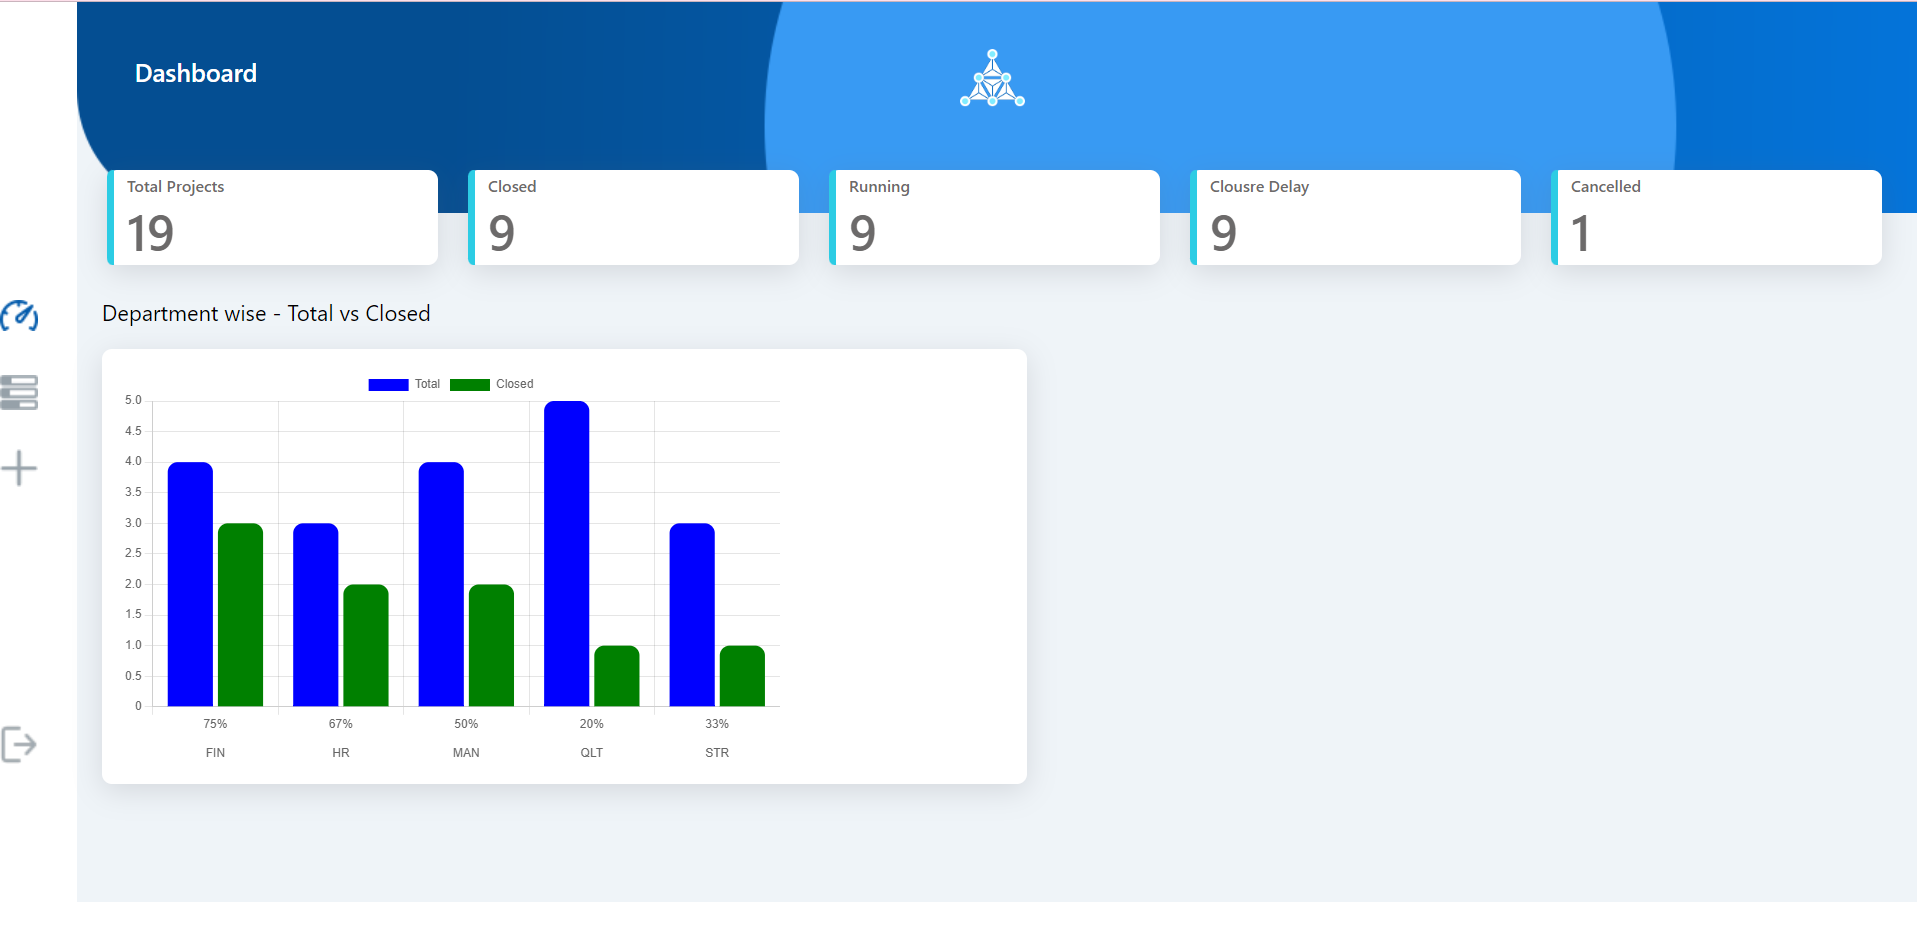 Dashboard
Total Projects
19
Closed
9
Running
9
Clousre Delay
9
Cancelled
1
Department wise - Total vs Closed
Total Closed
5.0
4.5
4.0
3.5
3.0
2.5
2.0
1.5
1.0
0.5
0
75% 67% 50% 20% 33%
FIN HR MAN QLT STR